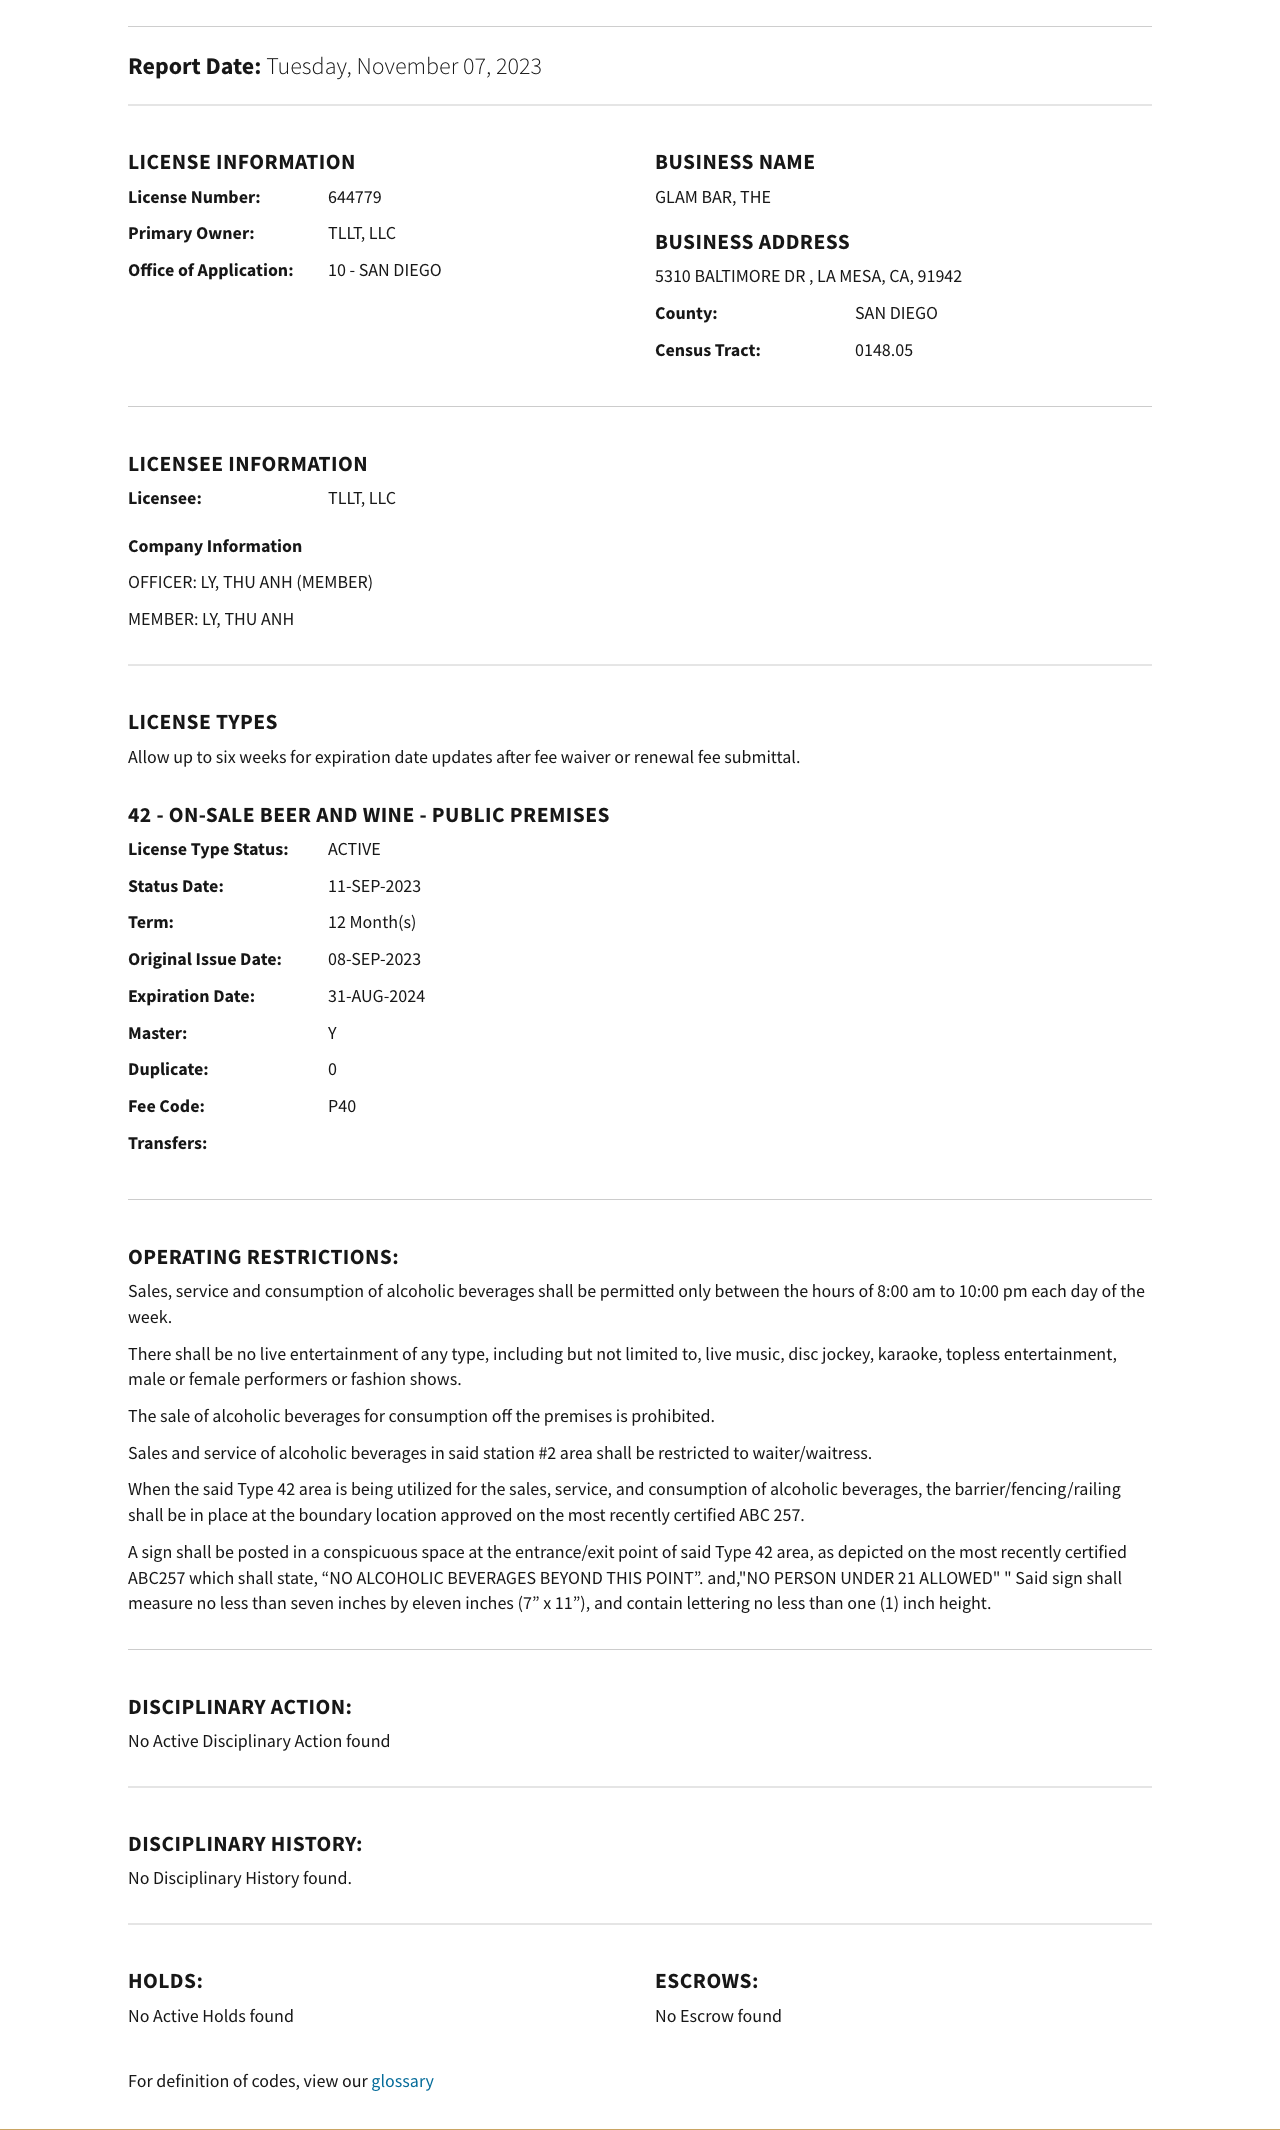 Report Date: Tuesday, November 07, 2023
LICENSE INFORMATION
License Number: 644779
Primary Owner: TLLT, LLC
Office of Application: 10 - SAN DIEGO
BUSINESS NAME
GLAM BAR, THE
BUSINESS ADDRESS
5310 BALTIMORE DR , LA MESA, CA, 91942
County: SAN DIEGO
Census Tract: 0148.05
LICENSEE INFORMATION
Licensee: TLLT, LLC
Company Information
OFFICER: LY, THU ANH (MEMBER)
MEMBER: LY, THU ANH
LICENSE TYPES
Allow up to six weeks for expiration date updates after fee waiver or renewal fee submittal.
42 - ON-SALE BEER AND WINE - PUBLIC PREMISES
License Type Status: ACTIVE
Status Date: 11-SEP-2023
Term: 12 Month(s)
Original Issue Date: 08-SEP-2023
Expiration Date: 31-AUG-2024
Master: Y
Duplicate: 0
Fee Code: P40
Transfers:
OPERATING RESTRICTIONS:
Sales, service and consumption of alcoholic beverages shall be permitted only between the hours of 8:00 am to 10:00 pm each day of the
week.
There shall be no live entertainment of any type, including but not limited to, live music, disc jockey, karaoke, topless entertainment,
male or female performers or fashion shows.
The sale of alcoholic beverages for consumption off the premises is prohibited.
Sales and service of alcoholic beverages in said station #2 area shall be restricted to waiter/waitress.
When the said Type 42 area is being utilized for the sales, service, and consumption of alcoholic beverages, the barrier/fencing/railing
shall be in place at the boundary location approved on the most recently certified ABC 257.
A sign shall be posted in a conspicuous space at the entrance/exit point of said Type 42 area, as depicted on the most recently certified
ABC257 which shall state, “NO ALCOHOLIC BEVERAGES BEYOND THIS POINT”. and,"NO PERSON UNDER 21 ALLOWED" " Said sign shall
measure no less than seven inches by eleven inches (7” x 11”), and contain lettering no less than one (1) inch height.
DISCIPLINARY ACTION:
No Active Disciplinary Action found
DISCIPLINARY HISTORY:
No Disciplinary History found.
HOLDS:
No Active Holds found
ESCROWS:
No Escrow found
For definition of codes, view our glossary